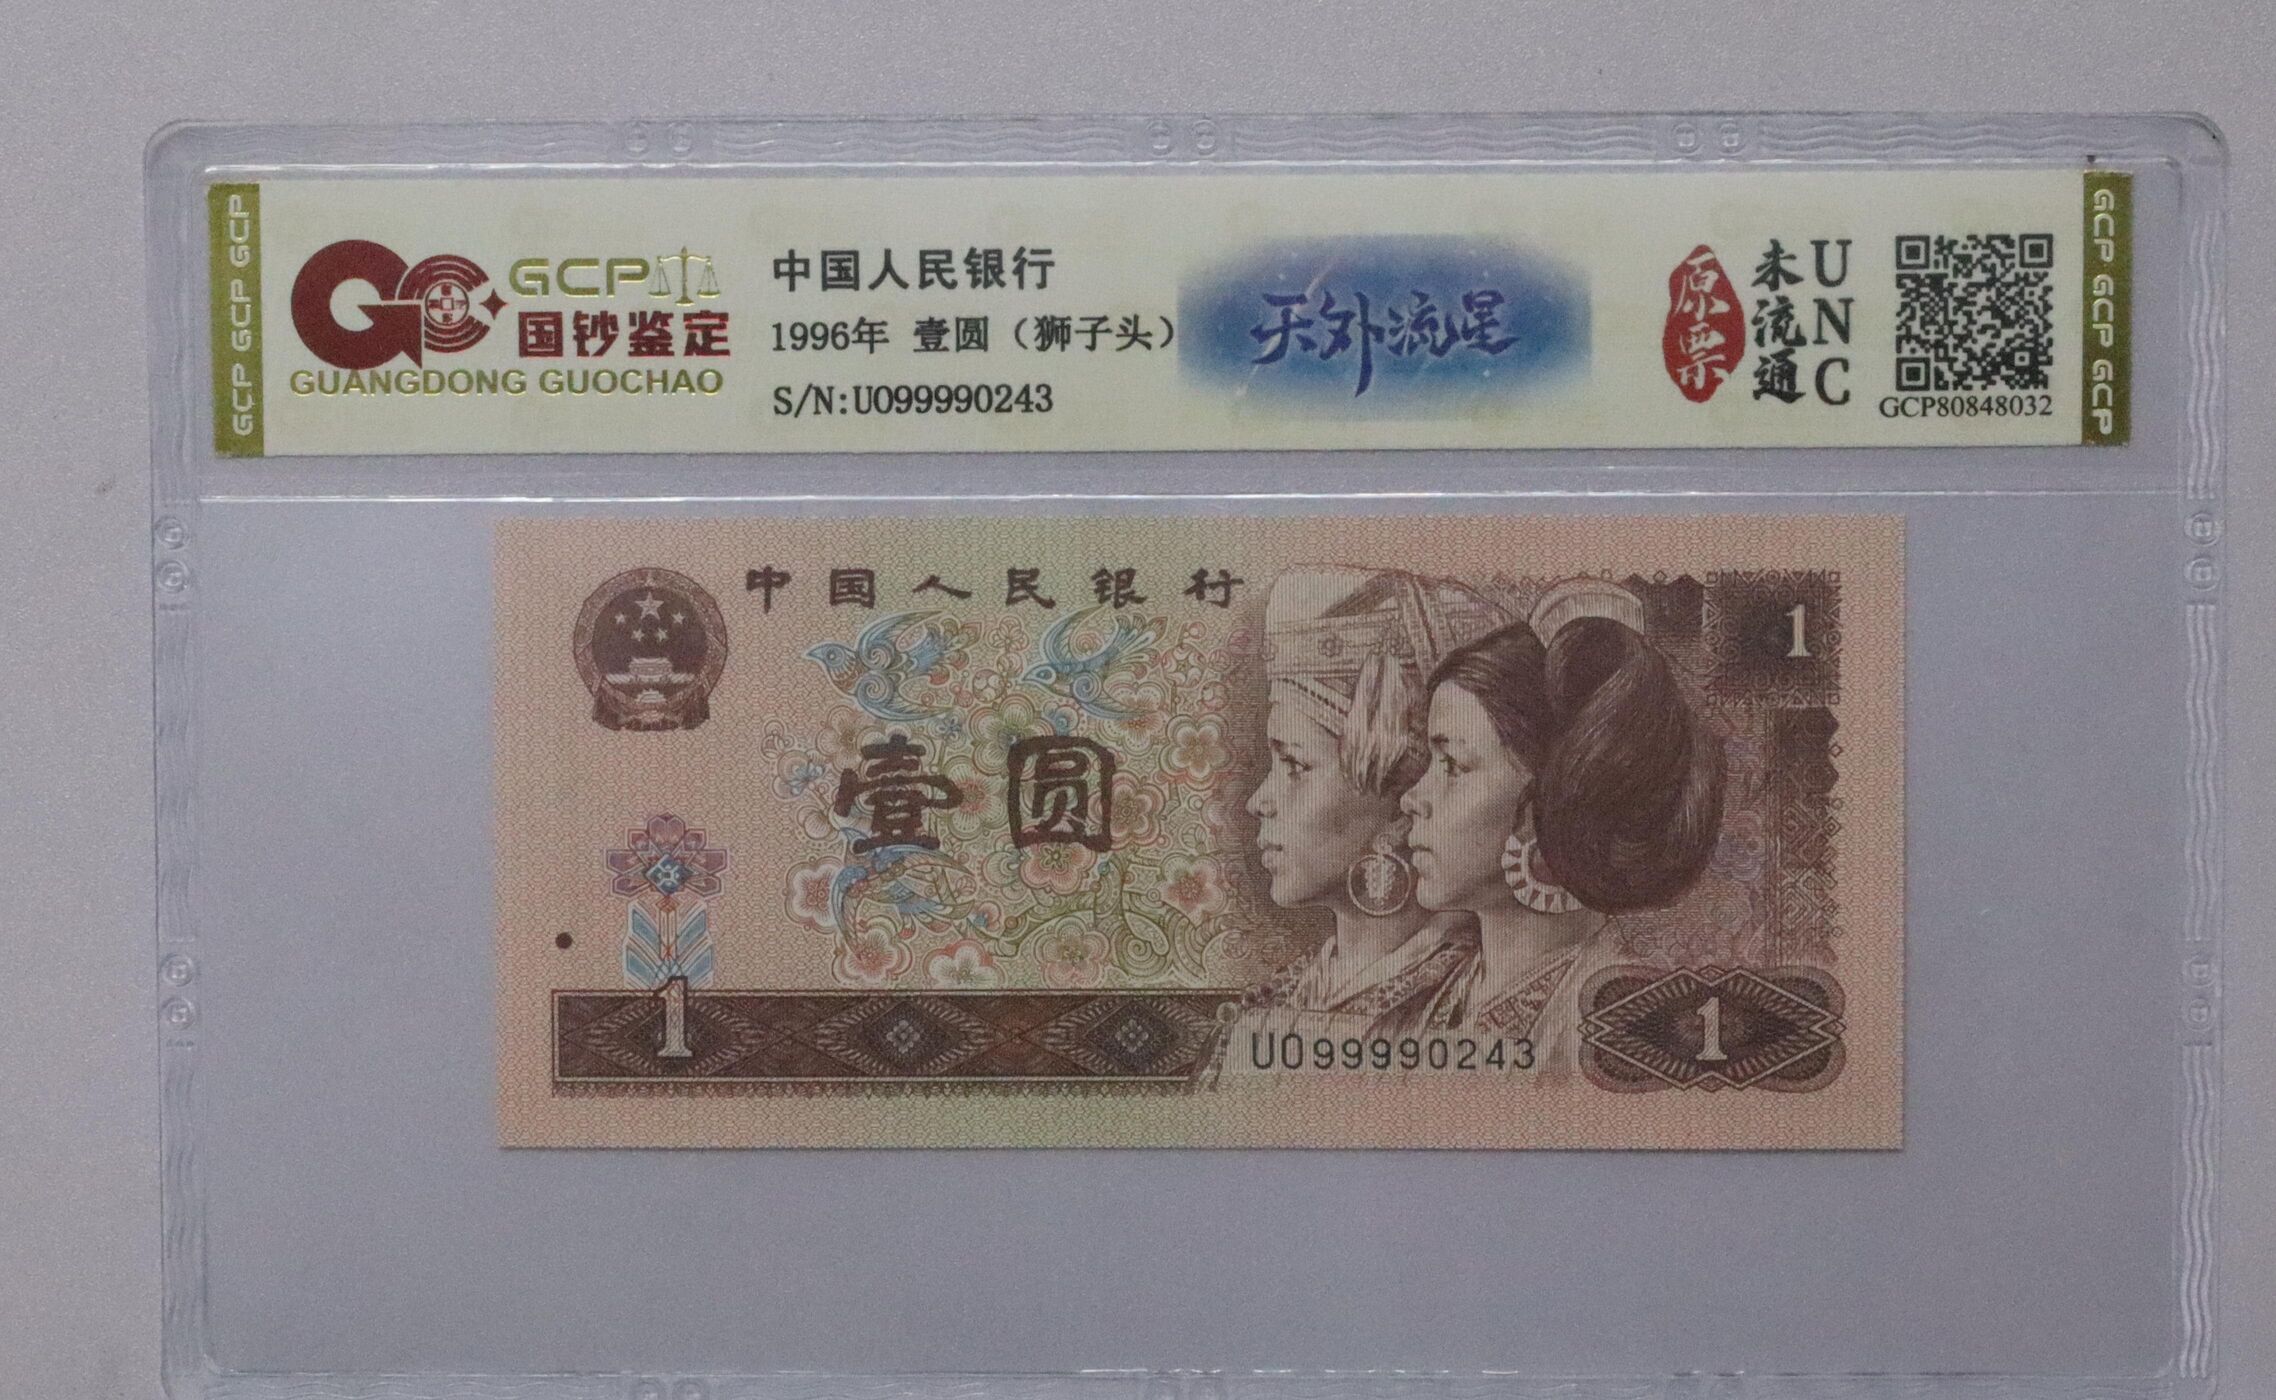 GCP GCP GCP
GCP
国钞鉴定
GUANGDONG GUOCHAO
中国人民银行
1996年 壹圆（狮子头）
S/N:U099990243
天外流星
原票
未流通
UNC
GCP80848032
GCP GCP GCP
中国人民银行
1
壹圆
1
U099990243
1